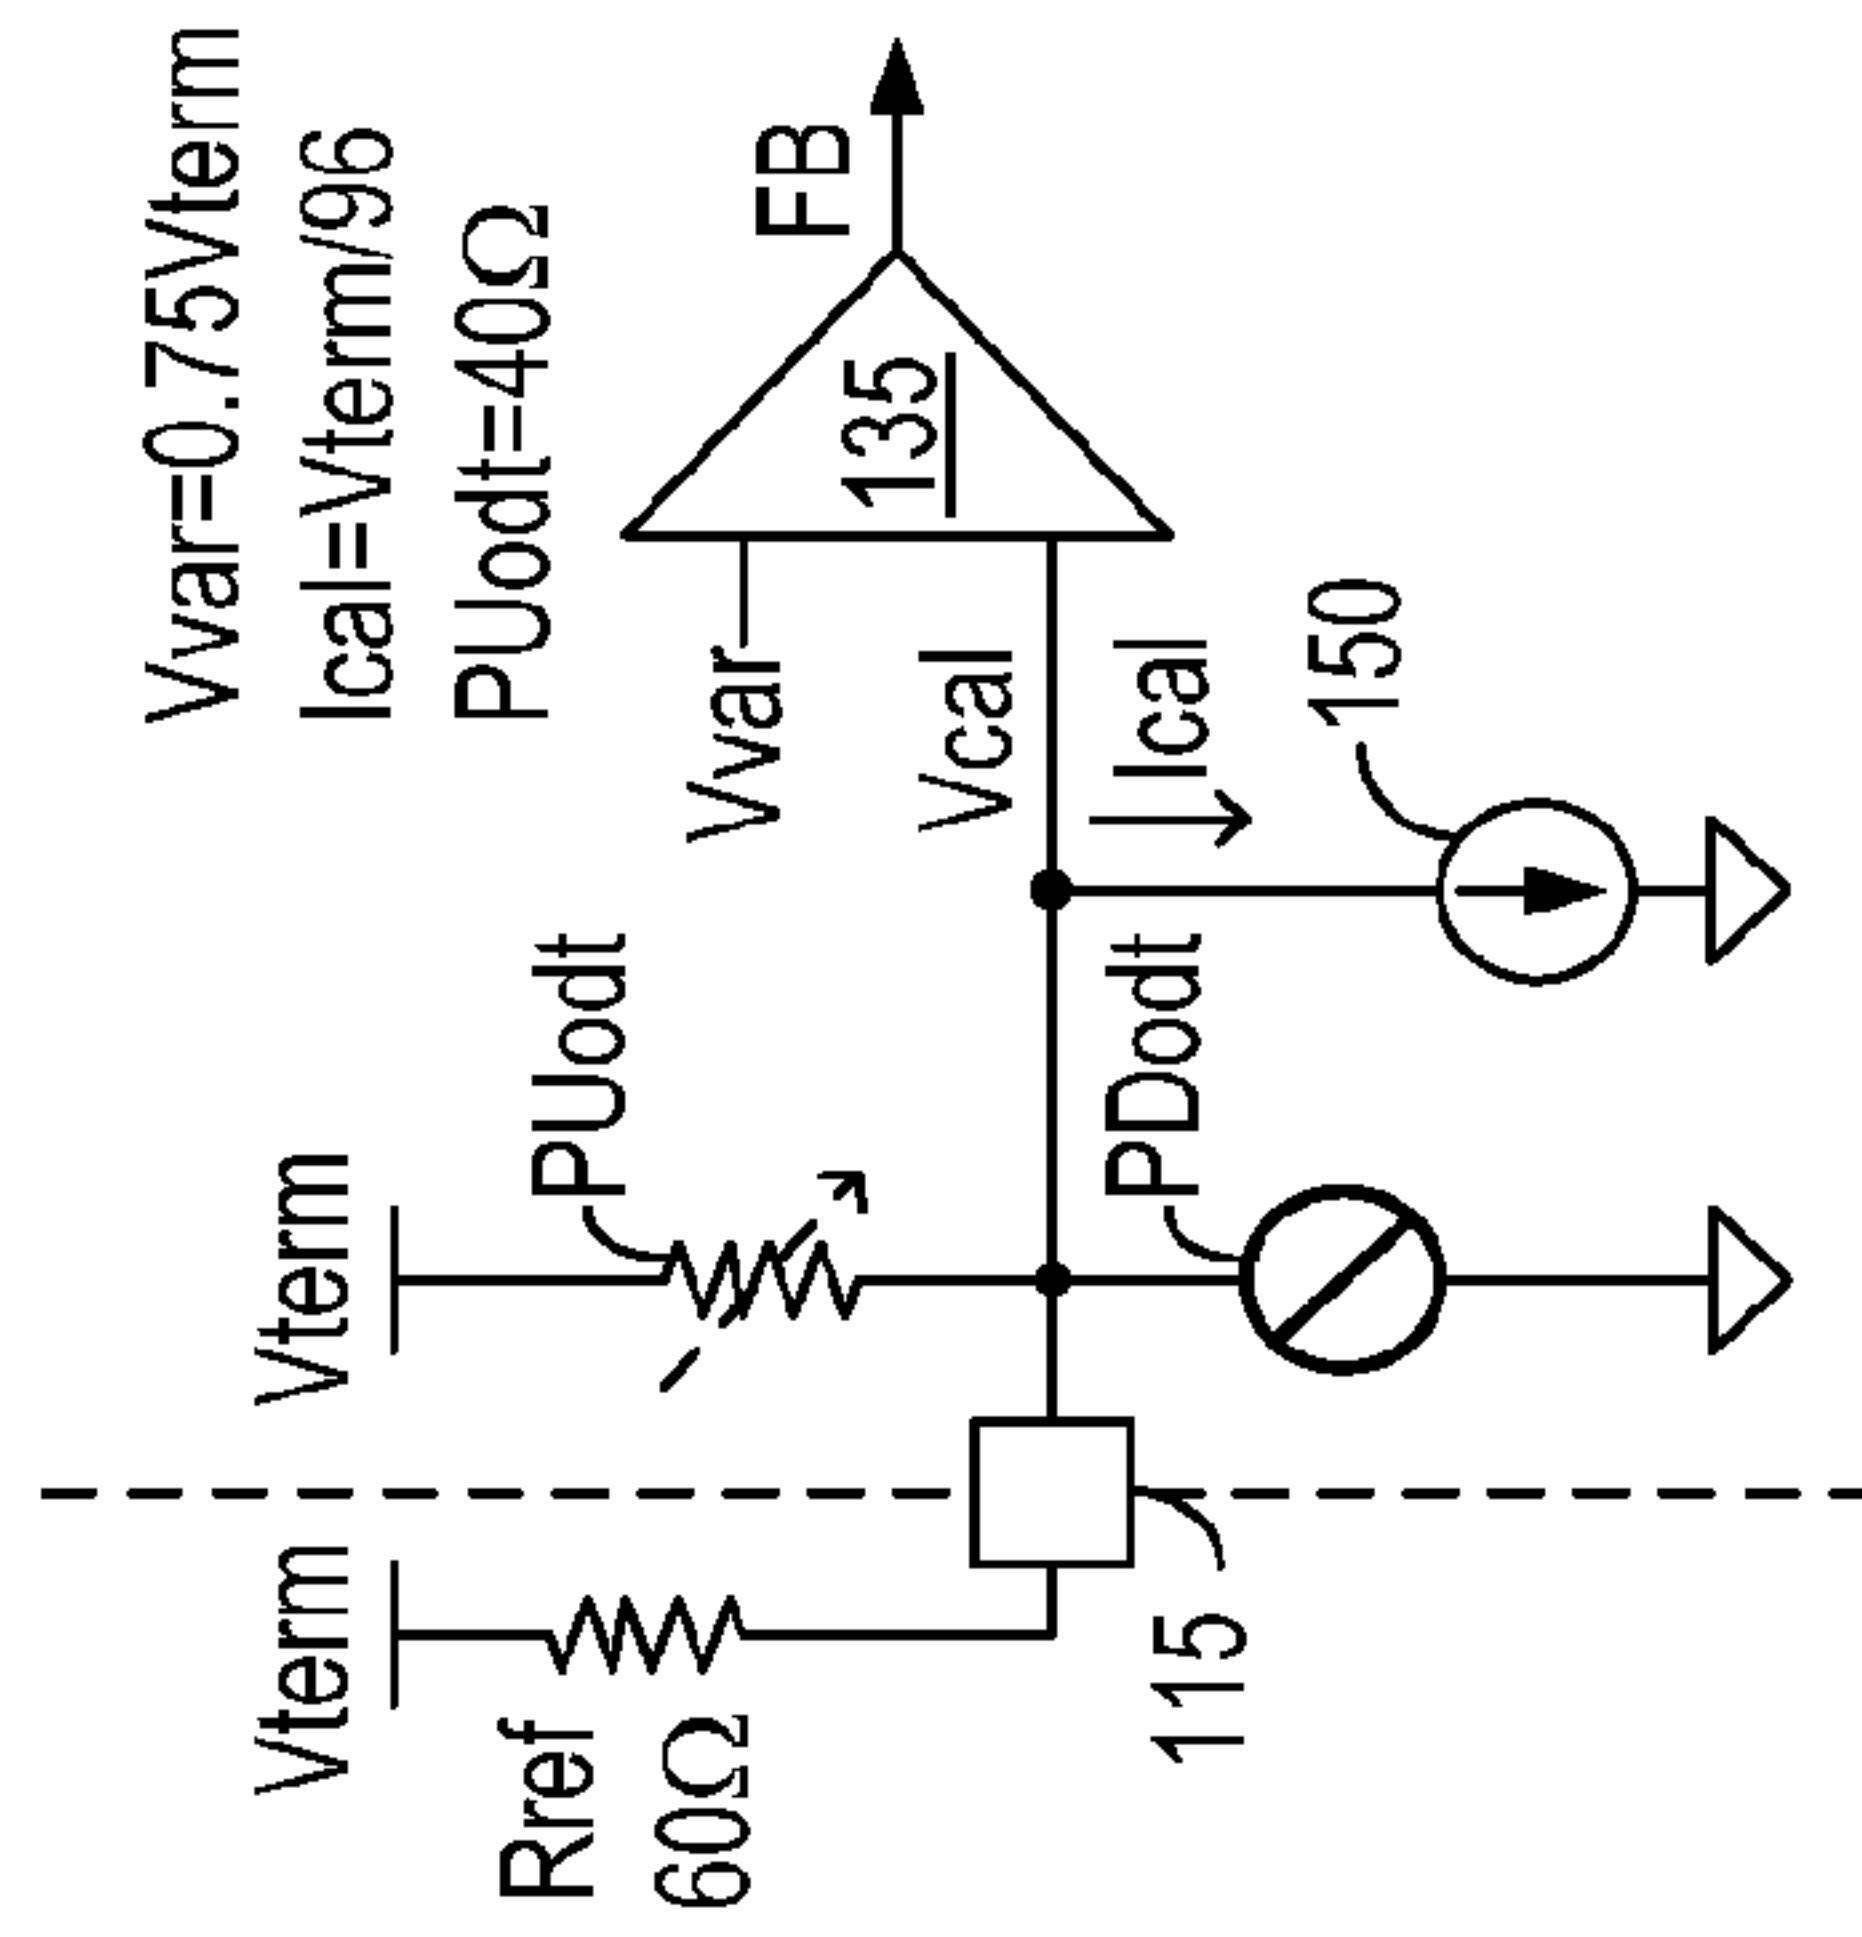 Vvar=0.75Vterm
Ical=Vterm/96
PUodt=40Ω
Vterm
Vterm
Rref
60Ω
PUodt
Vvar
FB
135
Vcal
Ical
115
PDodt
150